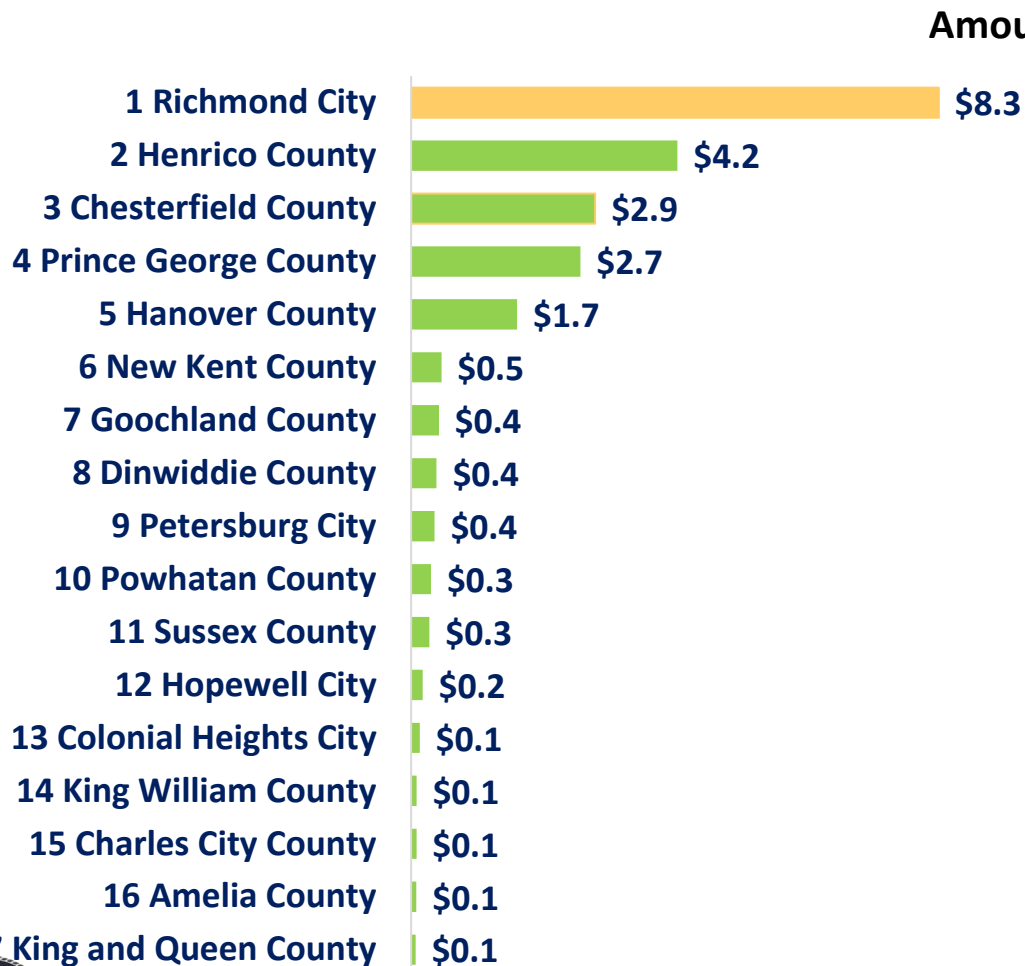 Amou
1 Richmond City $8.3
2 Henrico County $4.2
3 Chesterfield County $2.9
4 Prince George County $2.7
5 Hanover County $1.7
6 New Kent County $0.5
7 Goochland County $0.4
8 Dinwiddie County $0.4
9 Petersburg City $0.4
10 Powhatan County $0.3
11 Sussex County $0.3
12 Hopewell City $0.2
13 Colonial Heights City $0.1
14 King William County $0.1
15 Charles City County $0.1
16 Amelia County $0.1
King and Queen County $0.1